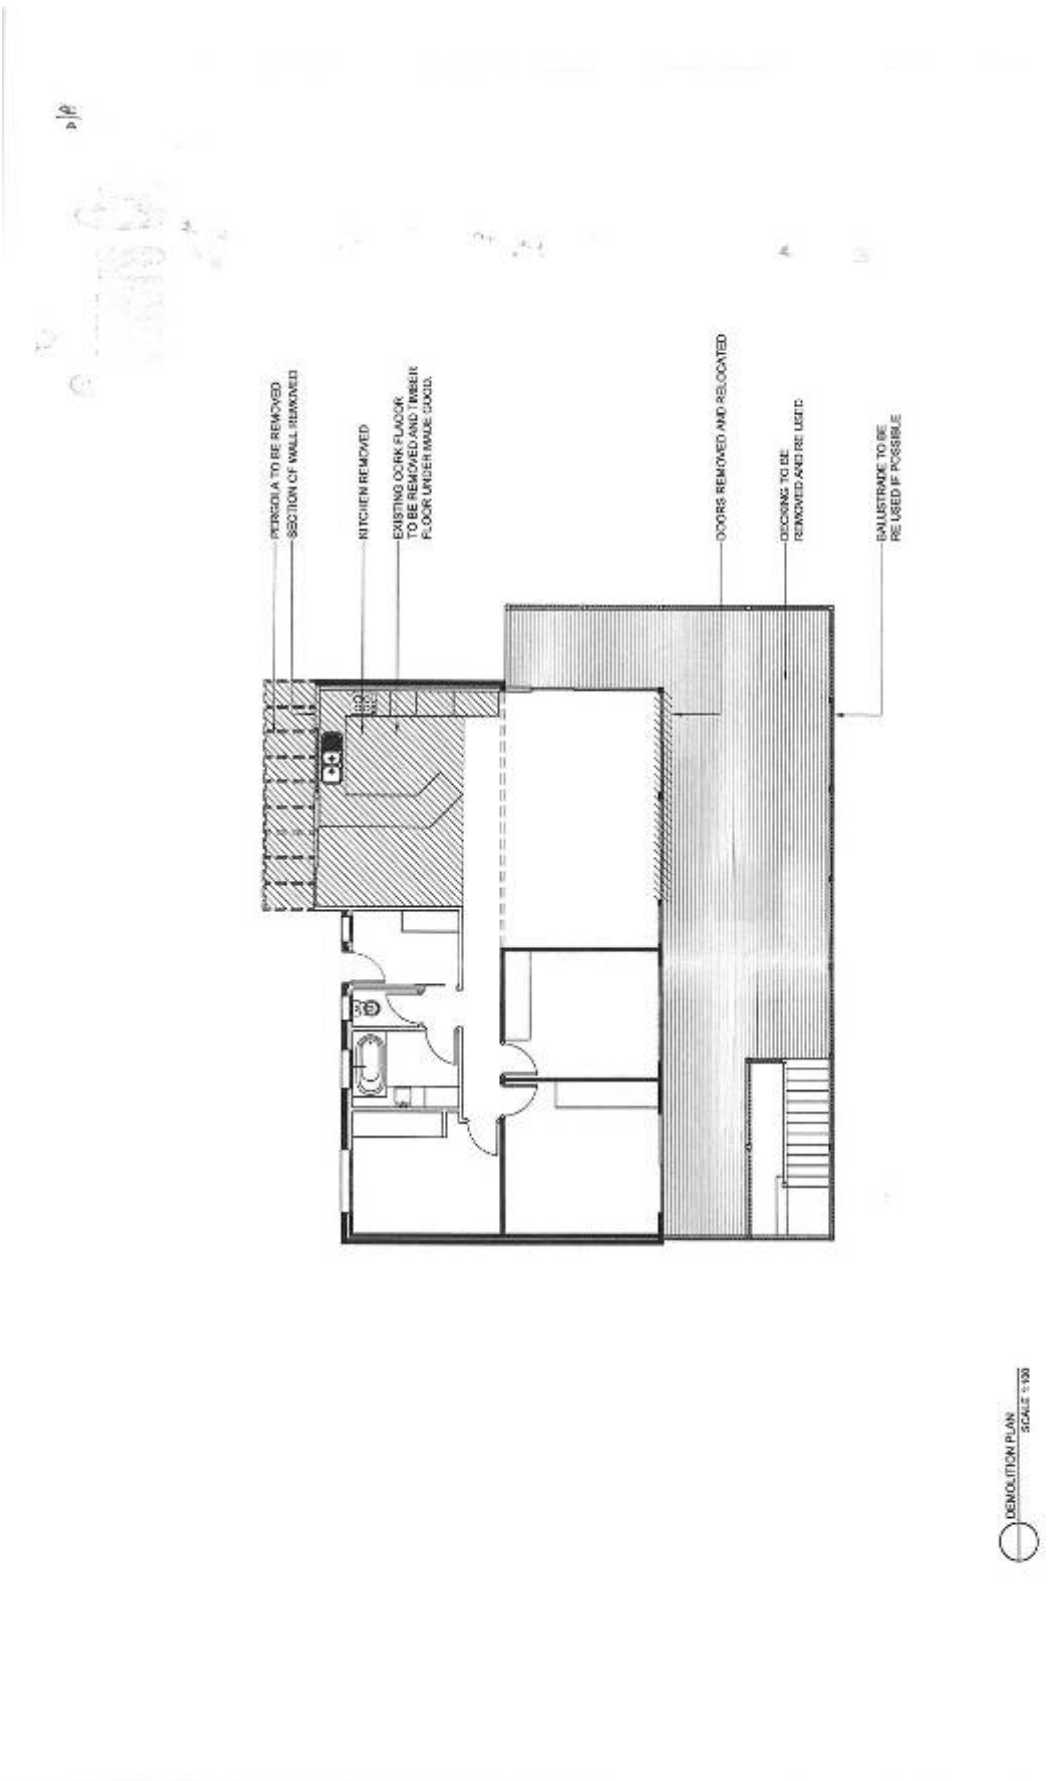 PERGOLA TO BE REMOVED
SECTION OF WALL REMOVED
KITCHEN REMOVED
EXISTING CORK FLAOOR
TO BE REMOVED AND TIMBER
FLOOR UNDER MADE GOOD.
DOORS REMOVED AND RELOCATED
DECKING TO BE
REMOVED AND RE USED
BALUSTRADE TO BE
RE USED IF POSSIBLE
DEMOLITION PLAN
SCALE 1:100